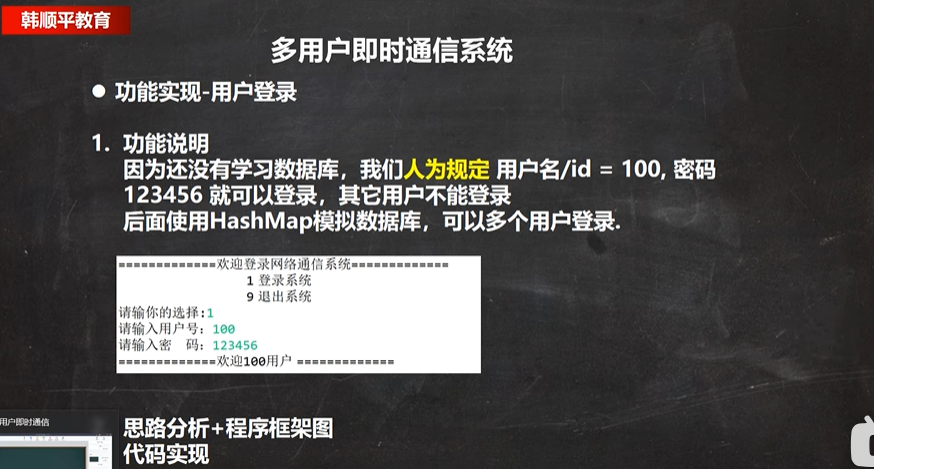 韩顺平教育
多用户即时通信系统
● 功能实现-用户登录
1. 功能说明
因为还没有学习数据库，我们人为规定 用户名/id = 100, 密码
123456 就可以登录，其它用户不能登录
后面使用HashMap模拟数据库，可以多个用户登录.
=============欢迎登录网络通信系统=============
1 登录系统
9 退出系统
请输你的选择:1
请输入用户号: 100
请输入密　码: 123456
=============欢迎100用户 =============
用户即时通信
思路分析+程序框架图
代码实现